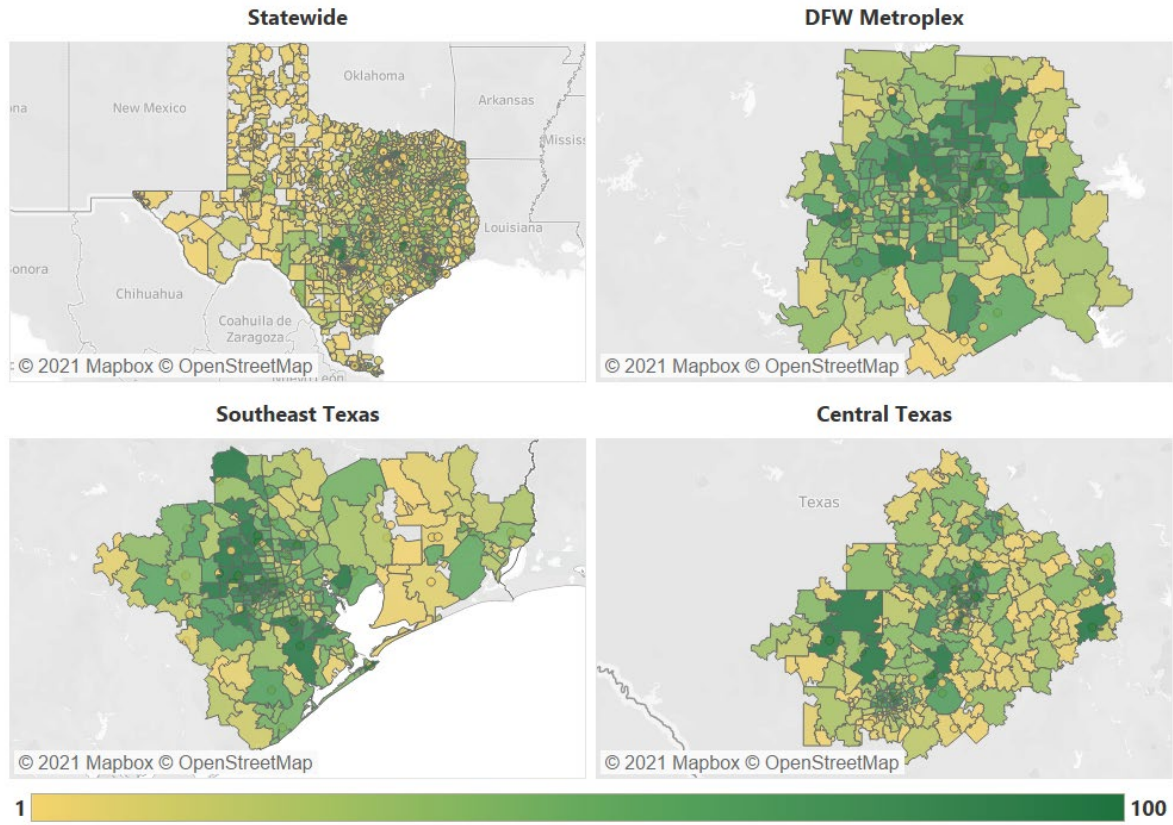 Statewide
DFW Metroplex
Oklahoma
New Mexico
Arkansas
Mississ
Louisiana
Chihuahua
Coahuila de
Zaragoza
© 2021 Mapbox © OpenStreetMap
© 2021 Mapbox © OpenStreetMap
Southeast Texas
Central Texas
Texas
© 2021 Mapbox © OpenStreetMap
© 2021 Mapbox © OpenStreetMap
1
100